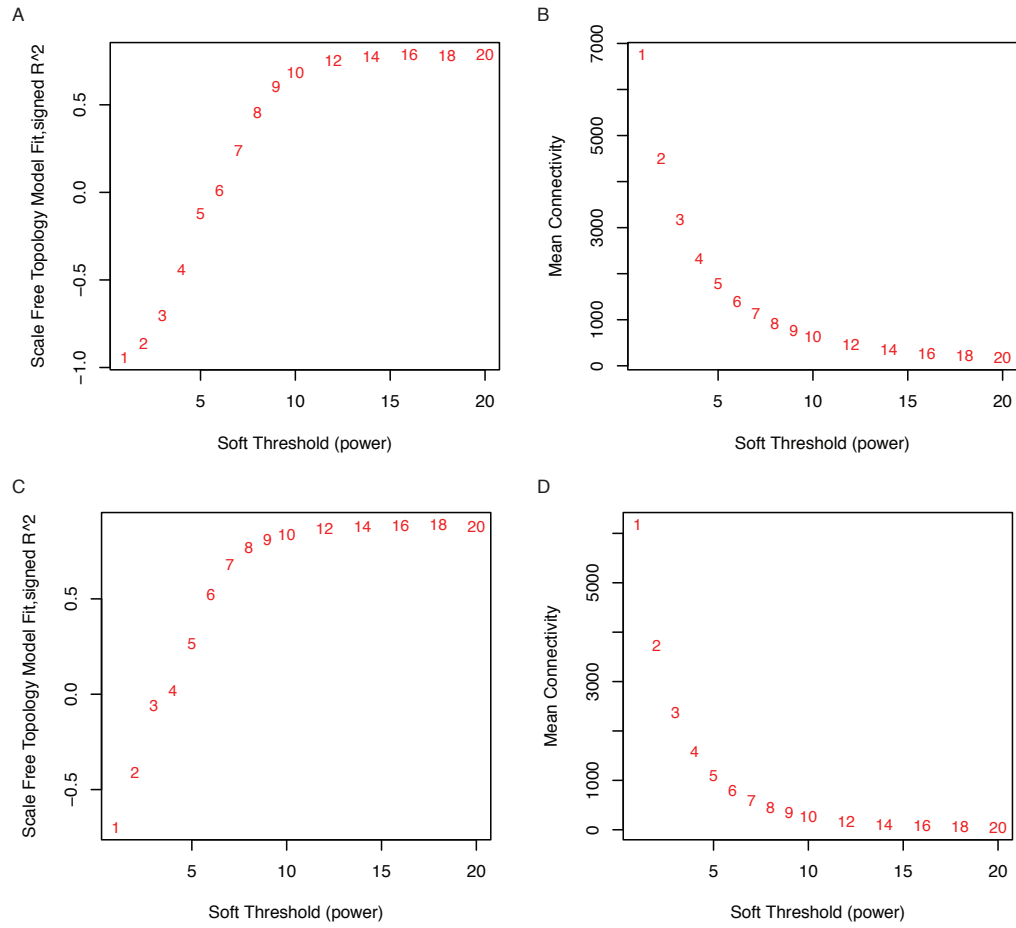 A
Scale Free Topology Model Fit,signed R^2
0.5
0.0
−0.5
−1.0
1 2 3 4 5 6 7 8 9 10 12 14 16 18 20
5 10 15 20
Soft Threshold (power)
B
Mean Connectivity
7000
5000
3000
1000
0
1 2 3 4 5 6 7 8 9 10 12 14 16 18 20
5 10 15 20
Soft Threshold (power)
C
Scale Free Topology Model Fit,signed R^2
0.5
0.0
−0.5
1 2 3 4 5 6 7 8 9 10 12 14 16 18 20
5 10 15 20
Soft Threshold (power)
D
Mean Connectivity
5000
3000
1000
0
1 2 3 4 5 6 7 8 9 10 12 14 16 18 20
5 10 15 20
Soft Threshold (power)